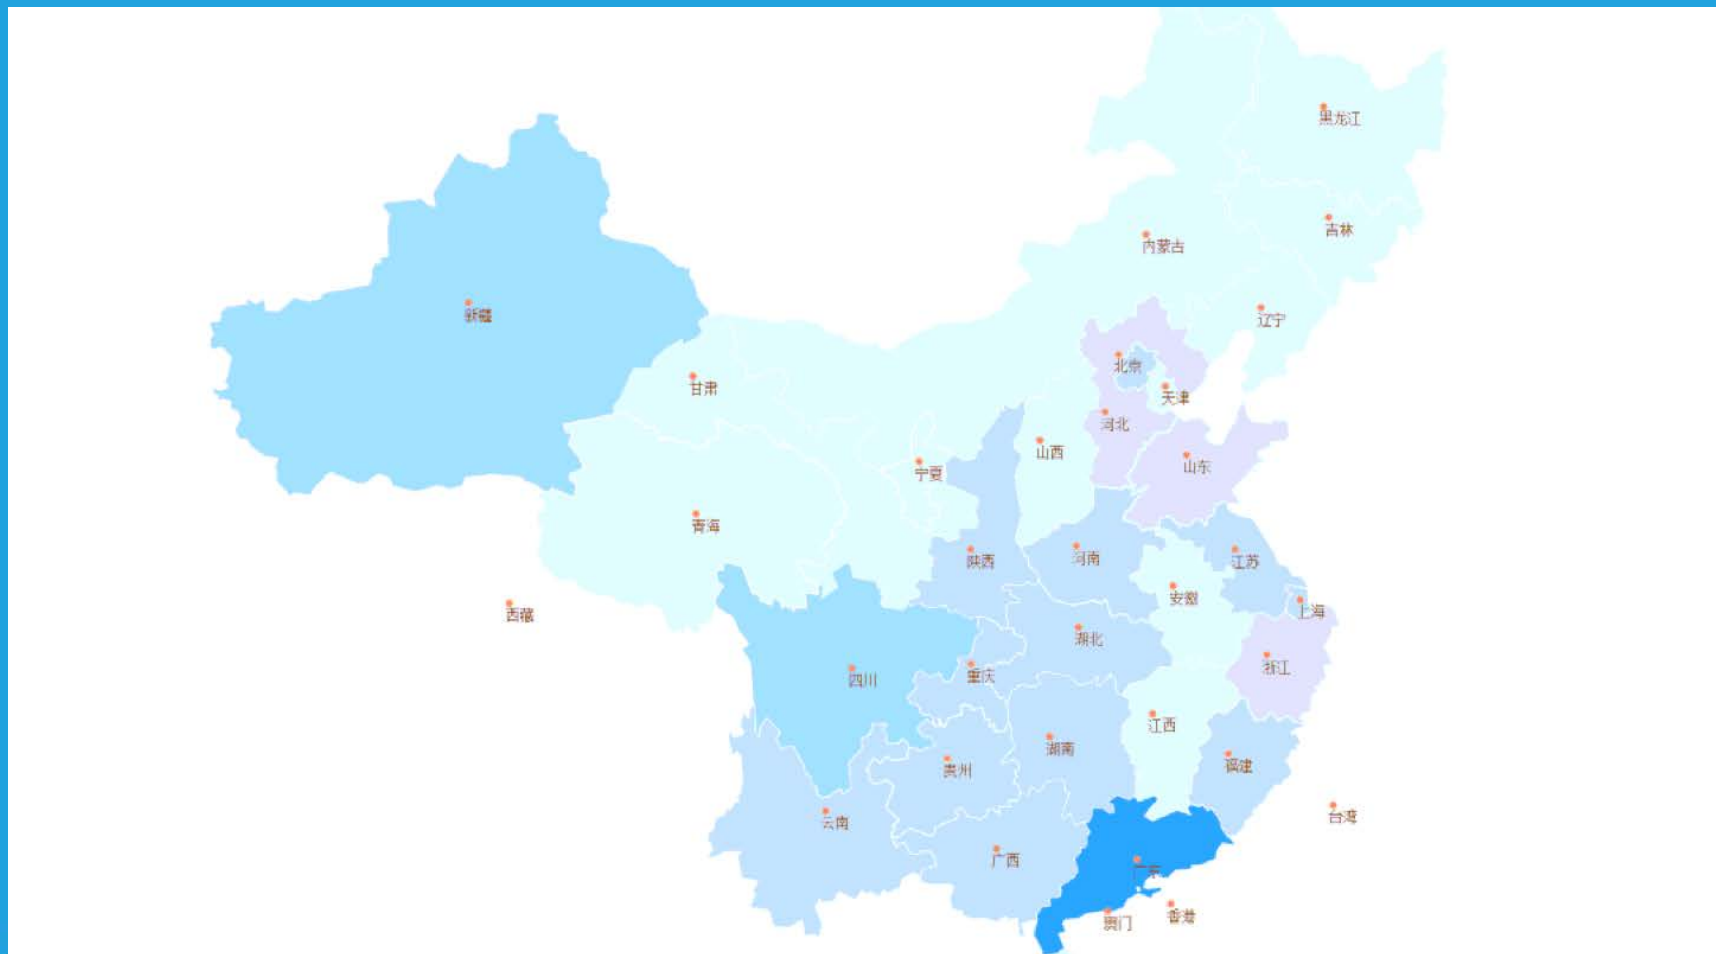 黑龙江
吉林
内蒙古
辽宁
新疆
北京
甘肃
天津
河北
山西
山东
宁夏
青海
陕西
河南
江苏
安徽
西藏
上海
湖北
浙江
重庆
四川
江西
湖南
福建
贵州
台湾
云南
广西
广东
澳门
香港